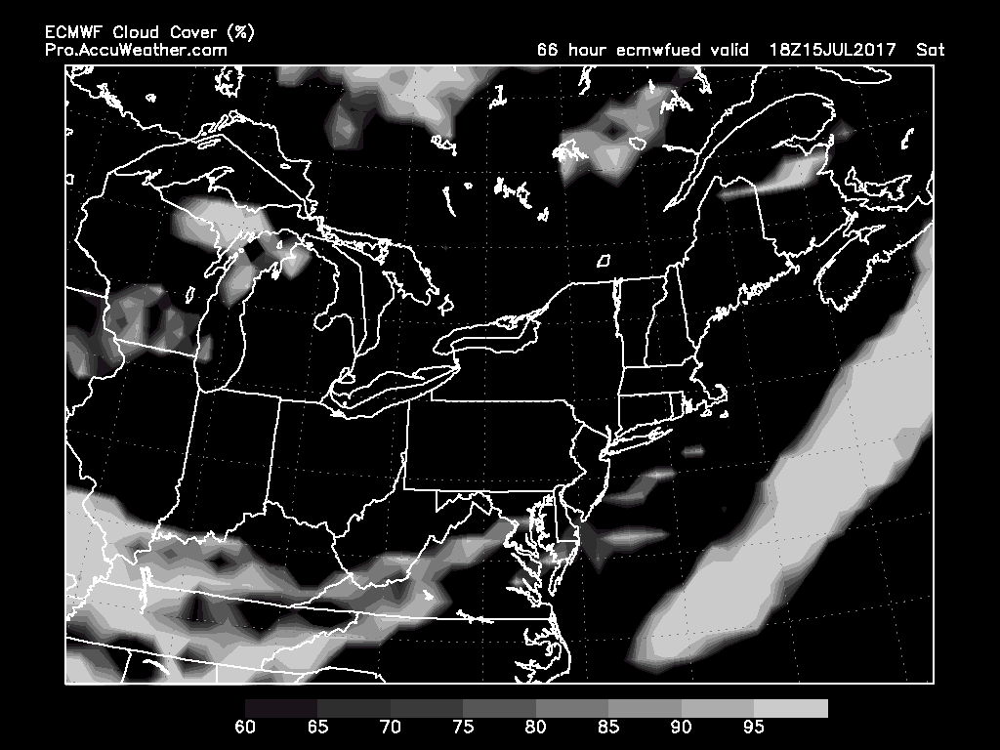 ECMWF Cloud Cover (%)
Pro.AccuWeather.com
66 hour ecmwfued valid 18Z15JUL2017 Sat
60 65 70 75 80 85 90 95